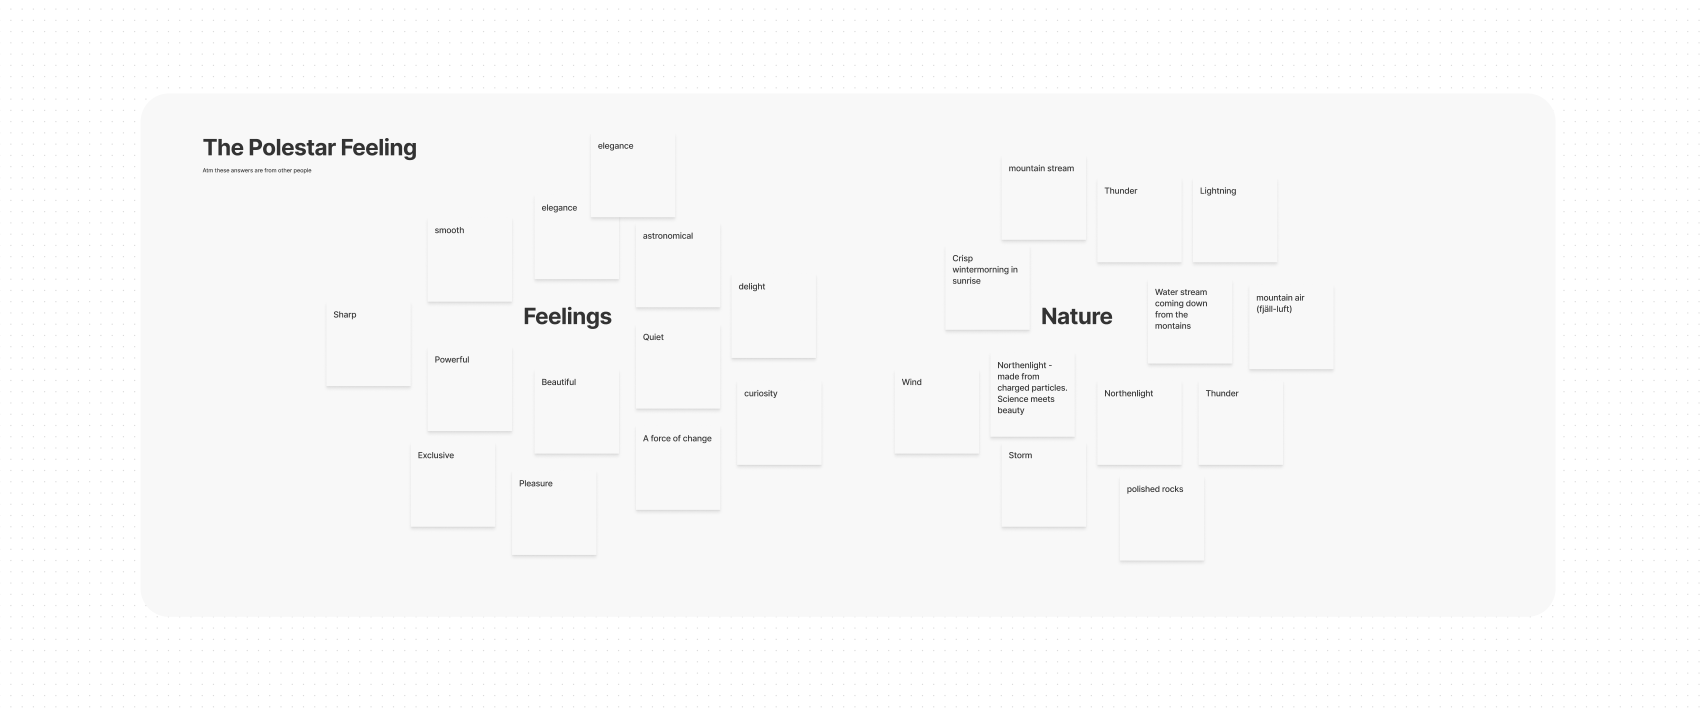 The Polestar Feeling
Atm these answers are from other people
elegance
elegance
smooth
astronomical
delight
Sharp
Feelings
Quiet
Powerful
Beautiful
curiosity
A force of change
Exclusive
Pleasure
mountain stream
Thunder
Lightning
Crisp
wintermorning in
sunrise
Water stream
coming down
from the
montains
mountain air
(fjäll-luft)
Nature
Wind
Northenlight -
made from
charged particles.
Science meets
beauty
Northenlight
Thunder
Storm
polished rocks